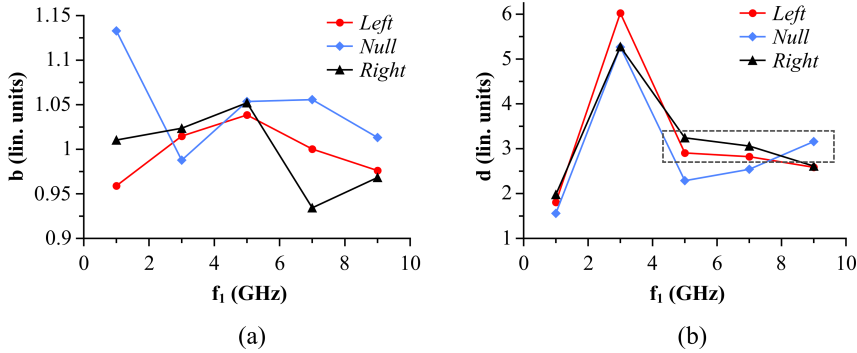 1.15
1.1
1.05
1
0.95
0.9
0
2
4
6
8
10
b (lin. units)
f₁ (GHz)
Left
Null
Right
(a)
6
5
4
3
2
1
0
2
4
6
8
10
d (lin. units)
f₁ (GHz)
Left
Null
Right
(b)